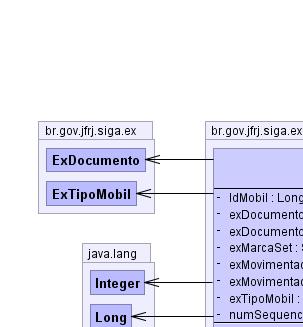 br.gov.jfrj.siga.ex
ExDocumento
ExTipoMobil
java.lang
Integer
Long
br.gov.jfrj.siga.ex
- IdMobil : Long
- exDocumento
- exDocumento
- exMarcaSet :
- exMovimentac
- exMovimentac
- exTipoMobil :
- numSequenc